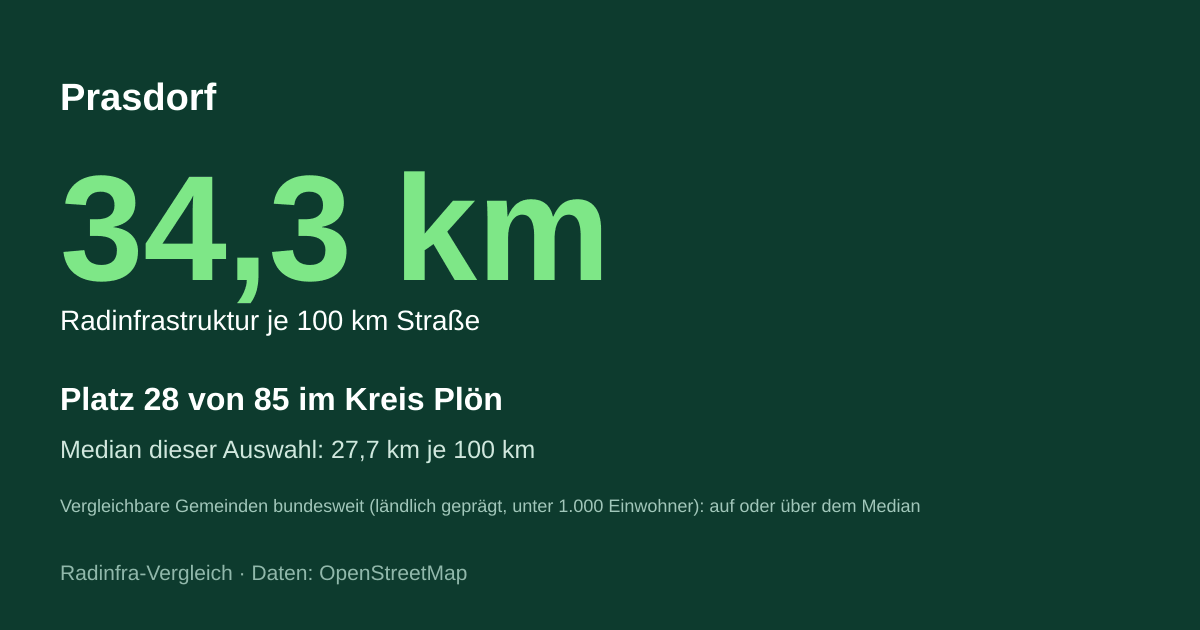 Prasdorf
34,3 km
Radinfrastruktur je 100 km Straße
Platz 28 von 85 im Kreis Plön
Median dieser Auswahl: 27,7 km je 100 km
Vergleichbare Gemeinden bundesweit (ländlich geprägt, unter 1.000 Einwohner): auf oder über dem Median
Radinfra-Vergleich · Daten: OpenStreetMap